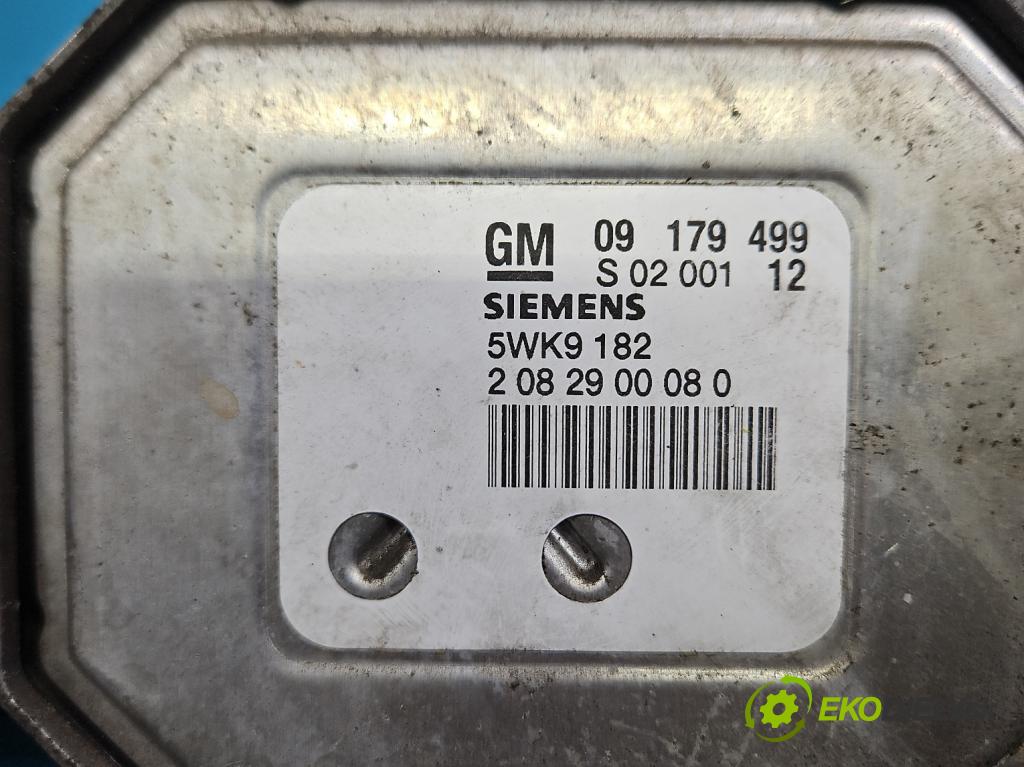 GM 09 179 499
S 02 001 12
SIEMENS
5WK9 182
2 08 29 00 08 0
EKO